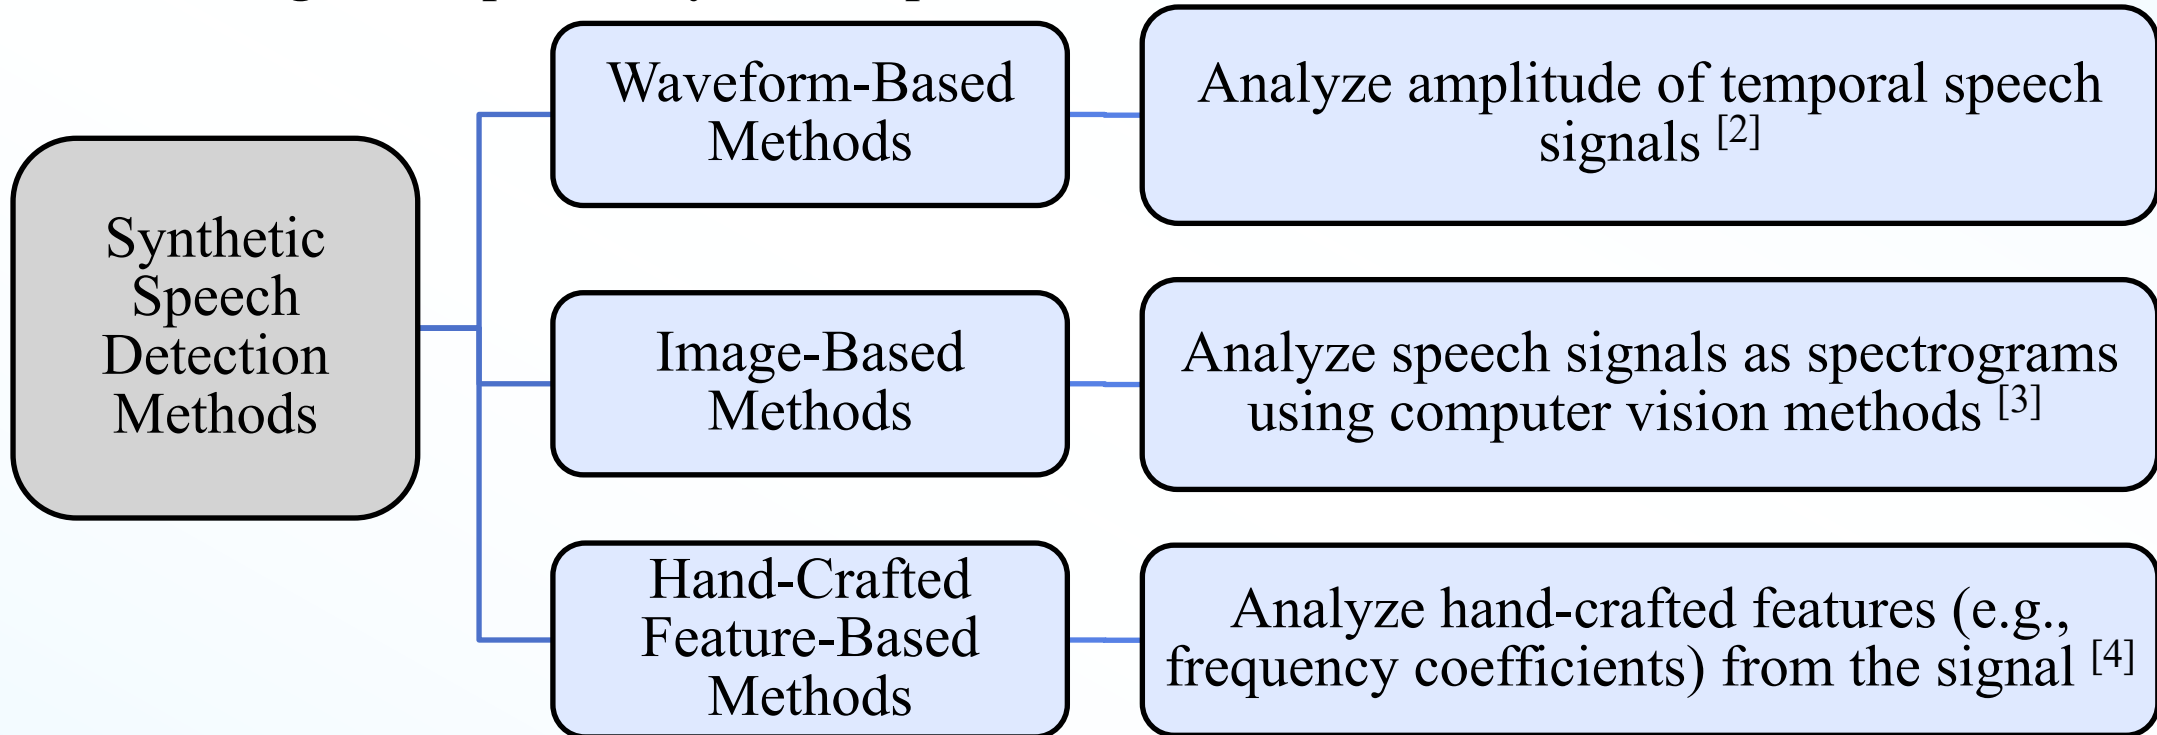 Synthetic
Speech
Detection
Methods
Waveform-Based
Methods
Analyze amplitude of temporal speech
signals [2]
Image-Based
Methods
Analyze speech signals as spectrograms
using computer vision methods [3]
Hand-Crafted
Feature-Based
Methods
Analyze hand-crafted features (e.g.,
frequency coefficients) from the signal [4]